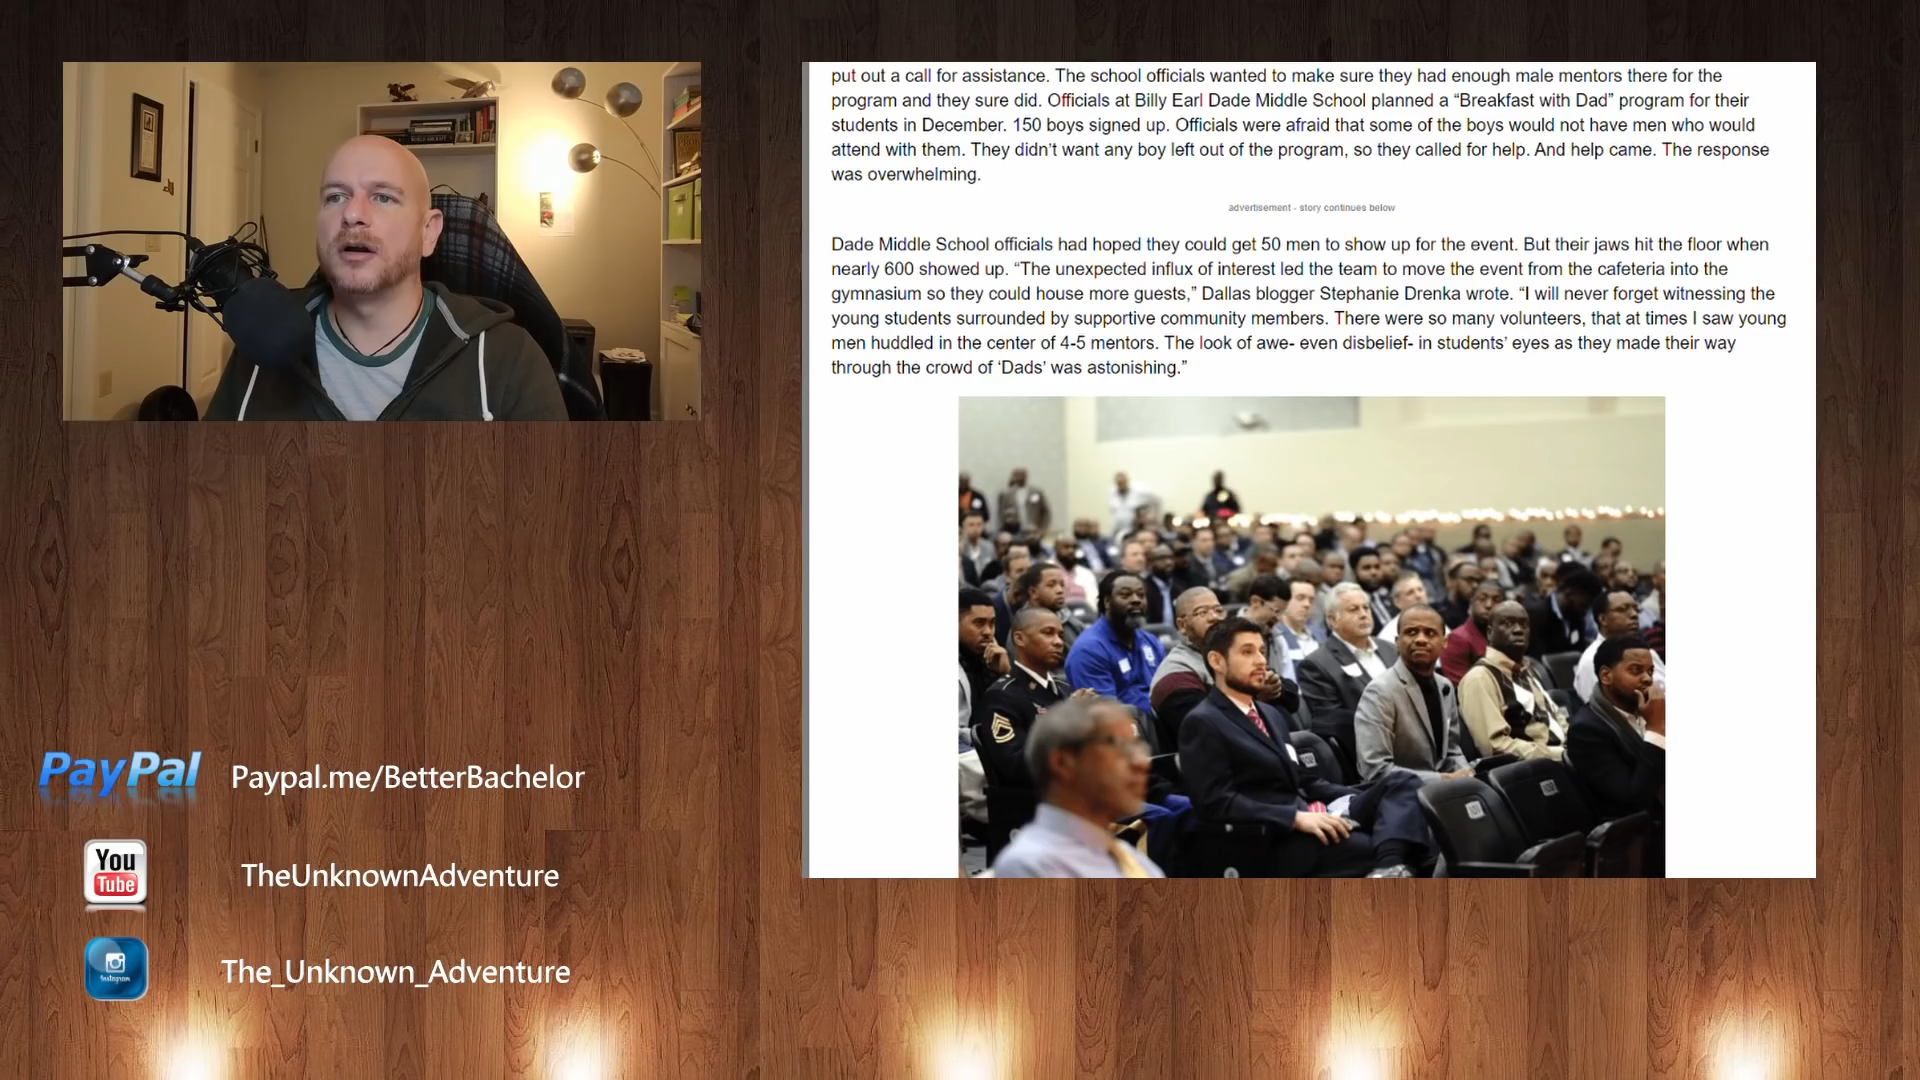 put out a call for assistance. The school officials wanted to make sure they had enough male mentors there for the
program and they sure did. Officials at Billy Earl Dade Middle School planned a “Breakfast with Dad” program for their
students in December. 150 boys signed up. Officials were afraid that some of the boys would not have men who would
attend with them. They didn’t want any boy left out of the program, so they called for help. And help came. The response
was overwhelming.
advertisement - story continues below
Dade Middle School officials had hoped they could get 50 men to show up for the event. But their jaws hit the floor when
nearly 600 showed up. “The unexpected influx of interest led the team to move the event from the cafeteria into the
gymnasium so they could house more guests,” Dallas blogger Stephanie Drenka wrote. “I will never forget witnessing the
young students surrounded by supportive community members. There were so many volunteers, that at times I saw young
men huddled in the center of 4-5 mentors. The look of awe- even disbelief- in students’ eyes as they made their way
through the crowd of ‘Dads’ was astonishing.”
PayPal Paypal.me/BetterBachelor
You
Tube
TheUnknownAdventure
Instagram
The_Unknown_Adventure